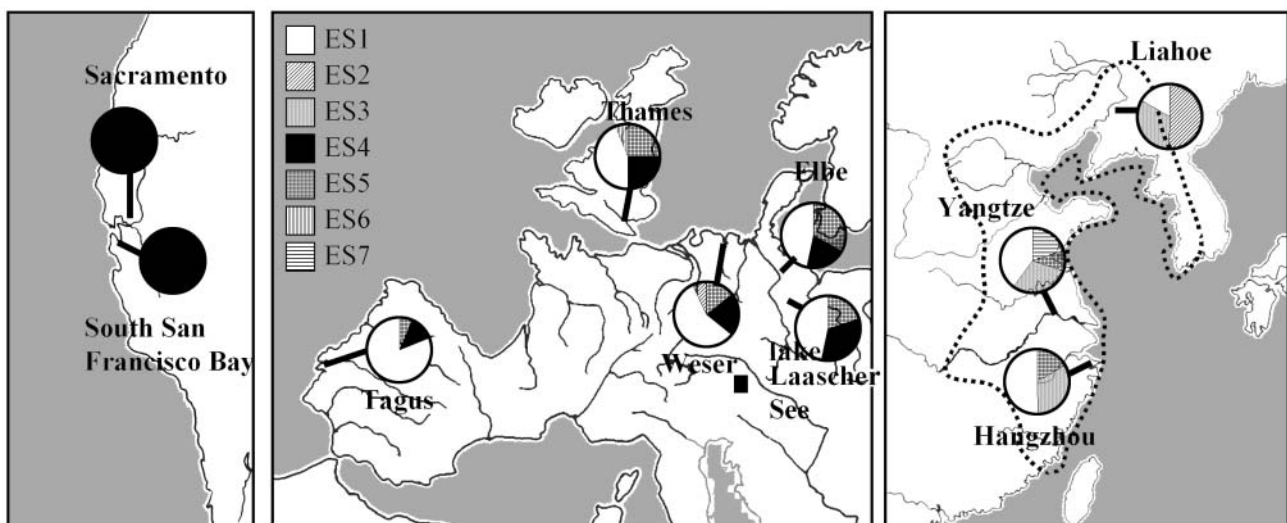 Sacramento
South San
Francisco Bay
ES1
ES2
ES3
ES4
ES5
ES6
ES7
Thames
Elbe
Tagus
Weser
lake
Laascher
See
Liahoe
Yangtze
Hangzhou